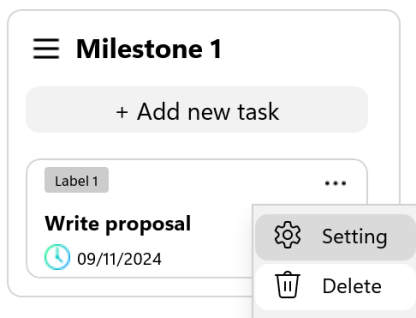 Milestone 1
+ Add new task
Label 1
Write proposal
09/11/2024
Setting
Delete